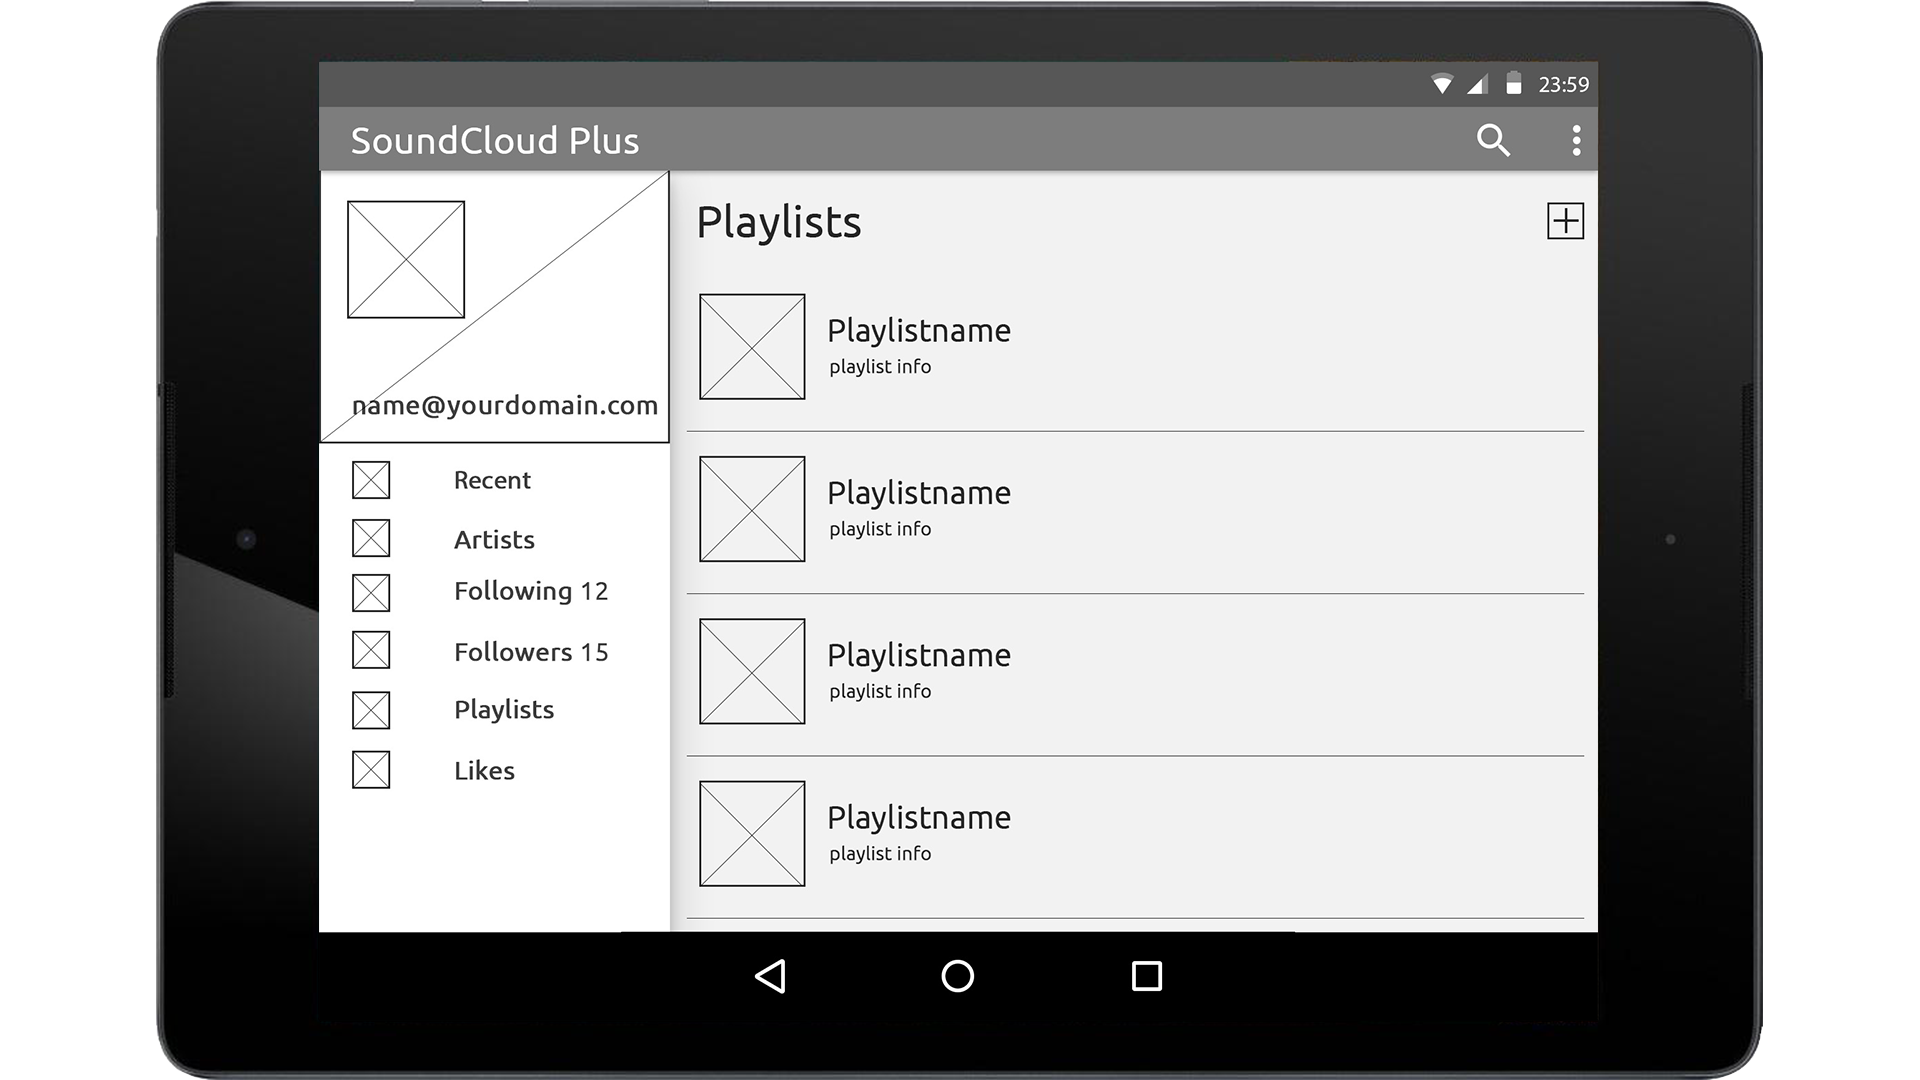 23:59
SoundCloud Plus
name@yourdomain.com
Recent
Artists
Following 12
Followers 15
Playlists
Likes
Playlists
Playlistname
playlist info
Playlistname
playlist info
Playlistname
playlist info
Playlistname
playlist info